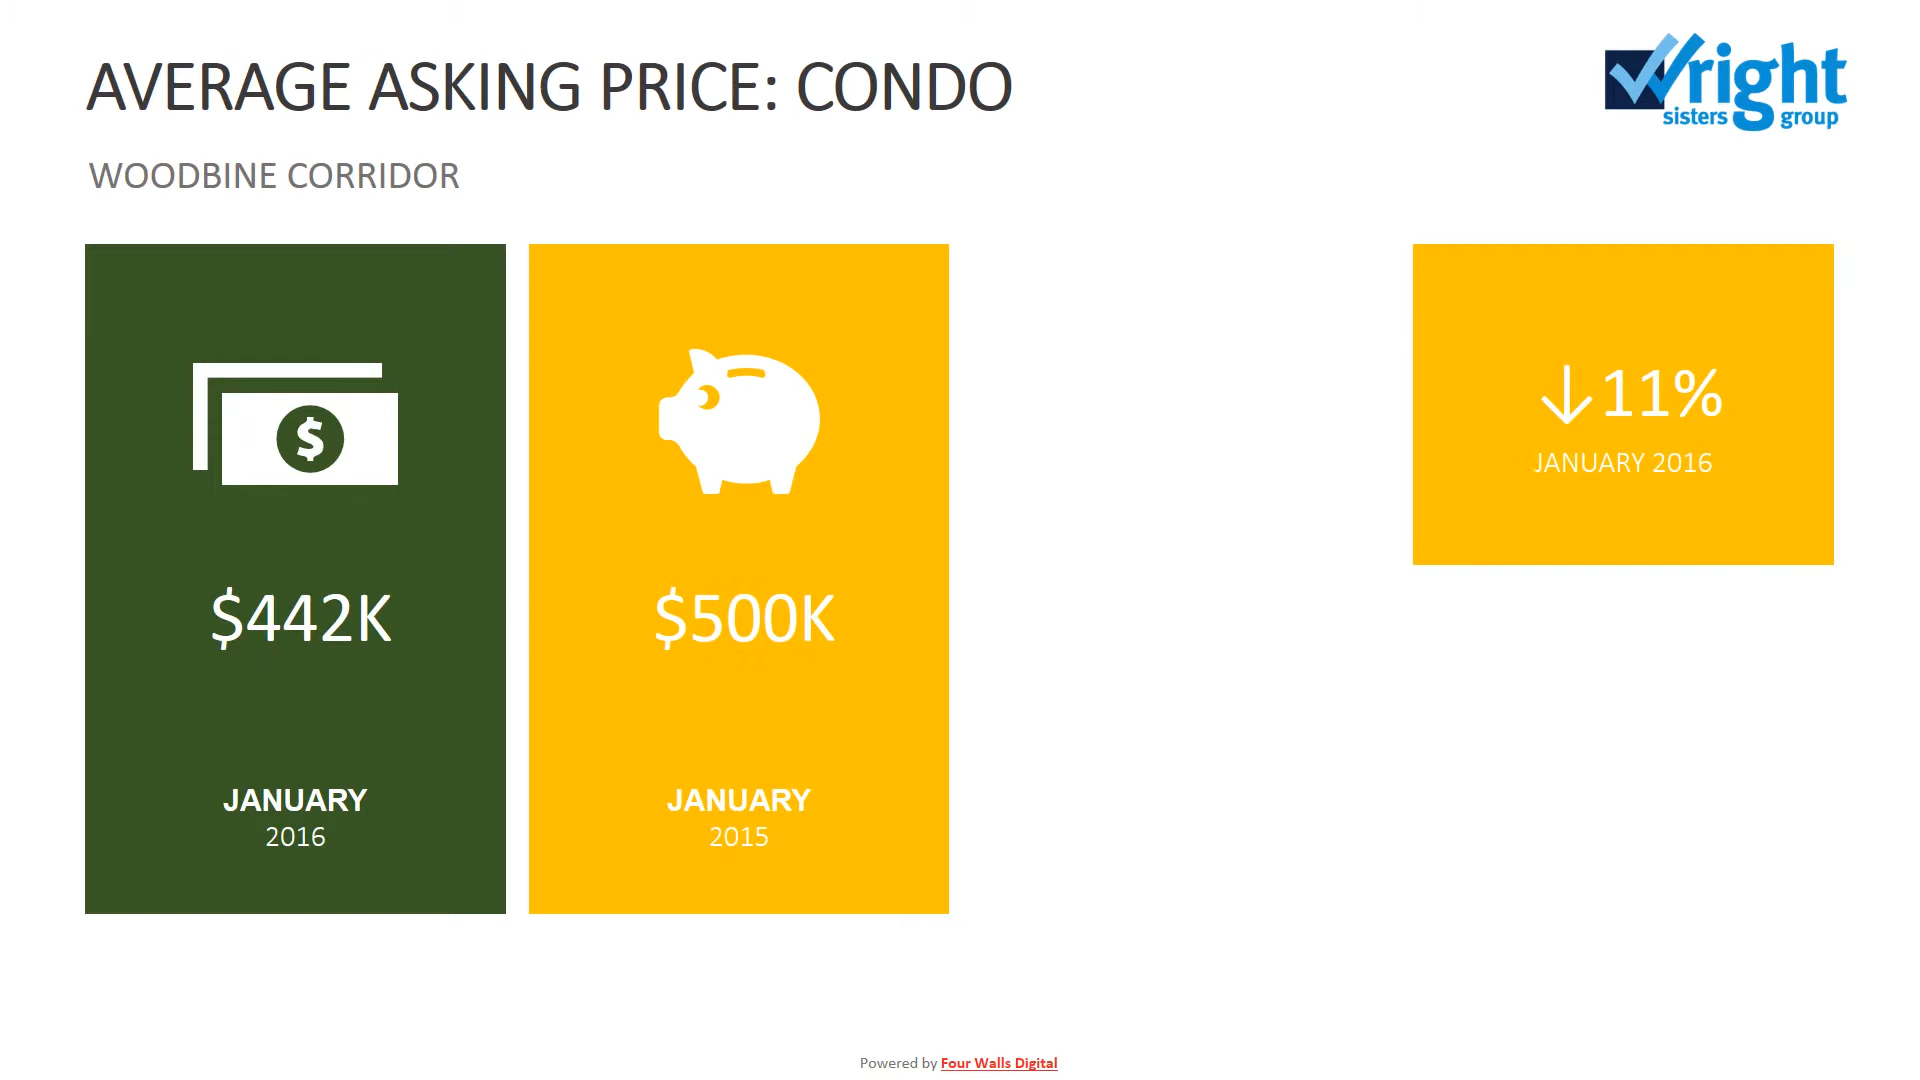 AVERAGE ASKING PRICE: CONDO
Wright
sisters group
WOODBINE CORRIDOR
$
$442K
JANUARY
2016
$500K
JANUARY
2015
↓11%
JANUARY 2016
Powered by Four Walls Digital